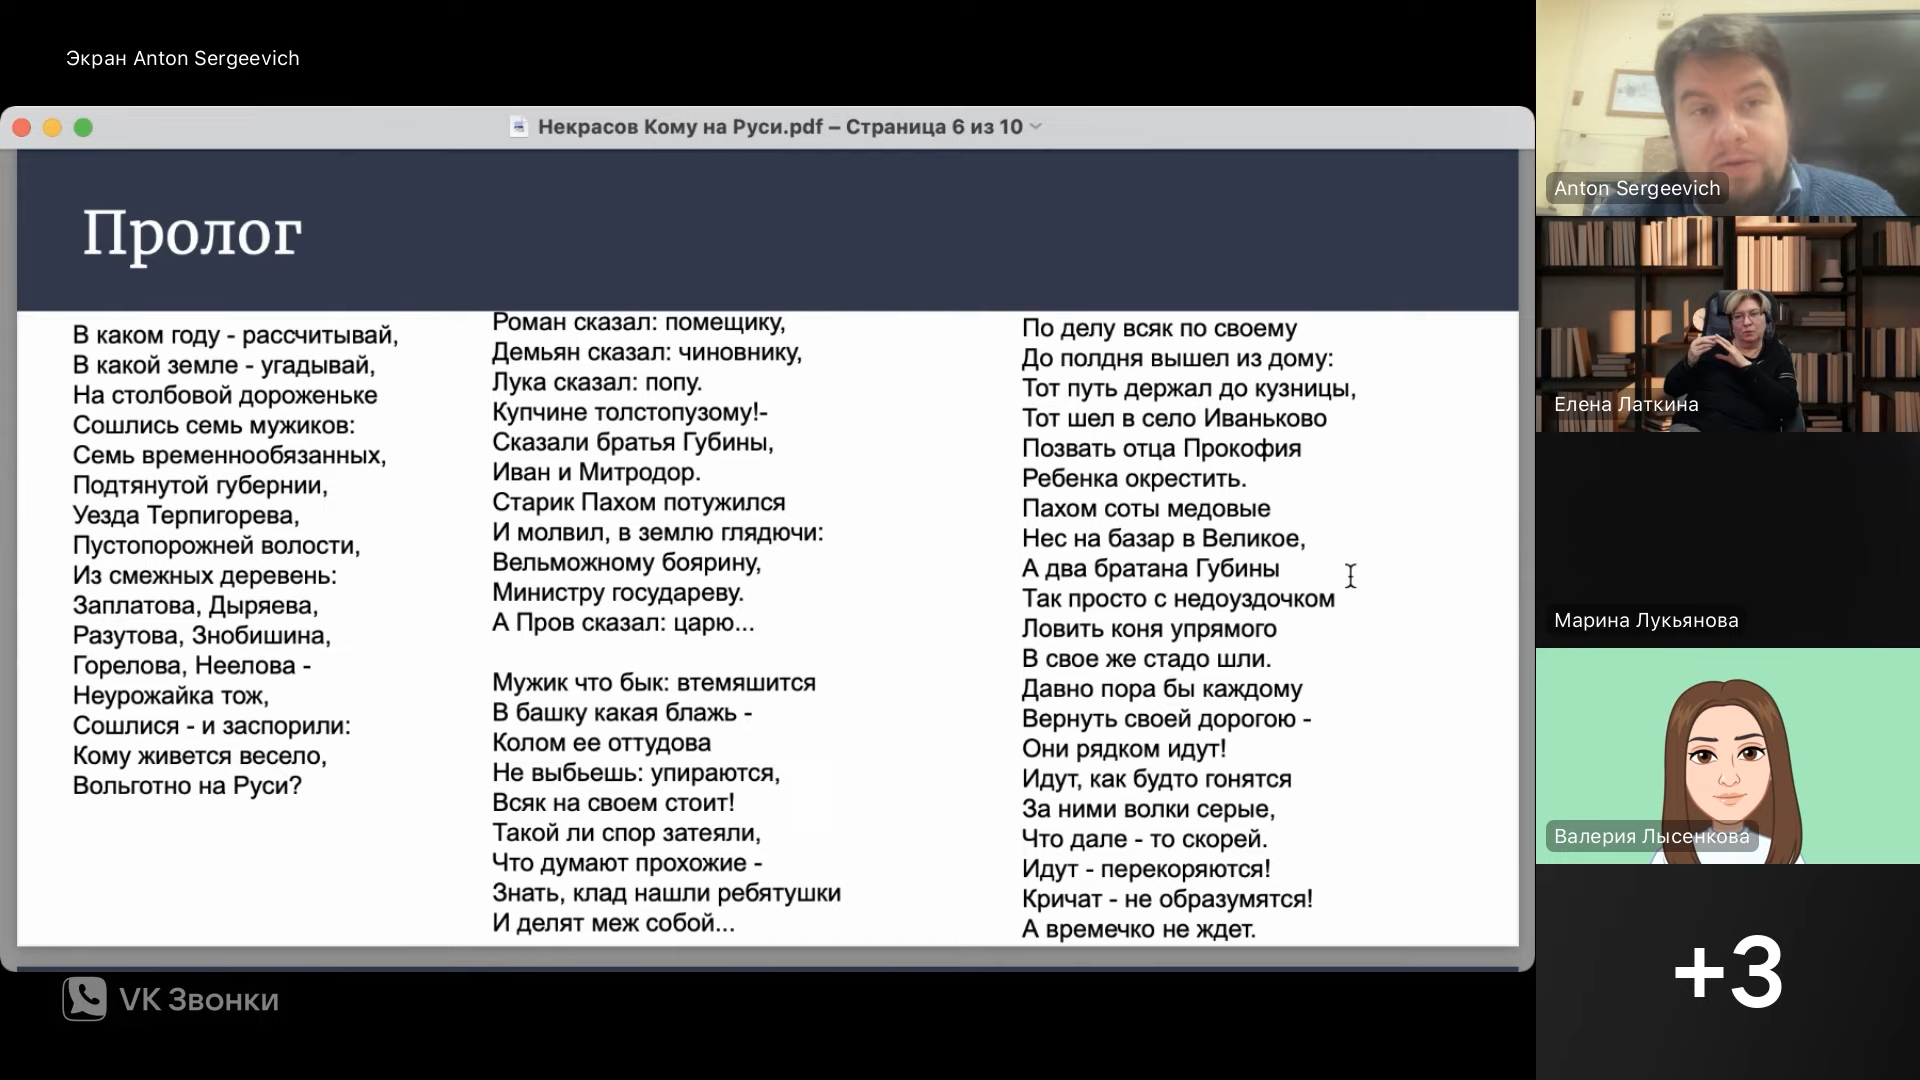 Экран Anton Sergeevich
Некрасов Кому на Руси.pdf – Страница 6 из 10
Пролог
В каком году - рассчитывай,
В какой земле - угадывай,
На столбовой дороженьке
Сошлись семь мужиков:
Семь временнообязанных,
Подтянутой губернии,
Уезда Терпигорева,
Пустопорожней волости,
Из смежных деревень:
Заплатова, Дыряева,
Разутова, Знобишина,
Горелова, Неелова -
Неурожайка тож,
Сошлися - и заспорили:
Кому живется весело,
Вольготно на Руси?
Роман сказал: помещику,
Демьян сказал: чиновнику,
Лука сказал: попу.
Купчине толстопузому!-
Сказали братья Губины,
Иван и Митродор.
Старик Пахом потужился
И молвил, в землю глядючи:
Вельможному боярину,
Министру государеву.
А Пров сказал: царю...
Мужик что бык: втемяшится
В башку какая блажь -
Колом ее оттудова
Не выбьешь: упираются,
Всяк на своем стоит!
Такой ли спор затеяли,
Что думают прохожие -
Знать, клад нашли ребятушки
И делят меж собой...
По делу всяк по своему
До полдня вышел из дому:
Тот путь держал до кузницы,
Тот шел в село Иваньково
Позвать отца Прокофия
Ребенка окрестить.
Пахом соты медовые
Нес на базар в Великое,
А два братана Губины
Так просто с недоуздочком
Ловить коня упрямого
В свое же стадо шли.
Давно пора бы каждому
Вернуть своей дорогою -
Они рядком идут!
Идут, как будто гонятся
За ними волки серые,
Что дале - то скорей.
Идут - перекоряются!
Кричат - не образумятся!
А времечко не ждет.
VK Звонки
Anton Sergeevich
Елена Латкина
Марина Лукьянова
Валерия Лысенкова
+3